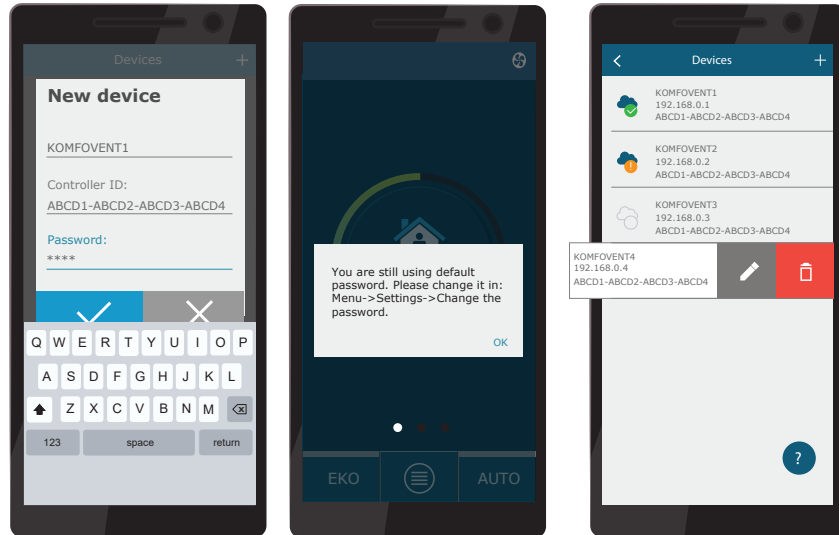 Devices +
New device
KOMFOVENT1
Controller ID:
ABCD1-ABCD2-ABCD3-ABCD4
Password:
****
Q W E R T Y U I O P
A S D F G H J K L
Z X C V B N M
123 space return
You are still using default
password. Please change it in:
Menu->Settings->Change the
password.
OK
EKO AUTO
Devices +
KOMFOVENT1
192.168.0.1
ABCD1-ABCD2-ABCD3-ABCD4
KOMFOVENT2
192.168.0.2
ABCD1-ABCD2-ABCD3-ABCD4
KOMFOVENT3
192.168.0.3
ABCD1-ABCD2-ABCD3-ABCD4
KOMFOVENT4
192.168.0.4
ABCD1-ABCD2-ABCD3-ABCD4
?